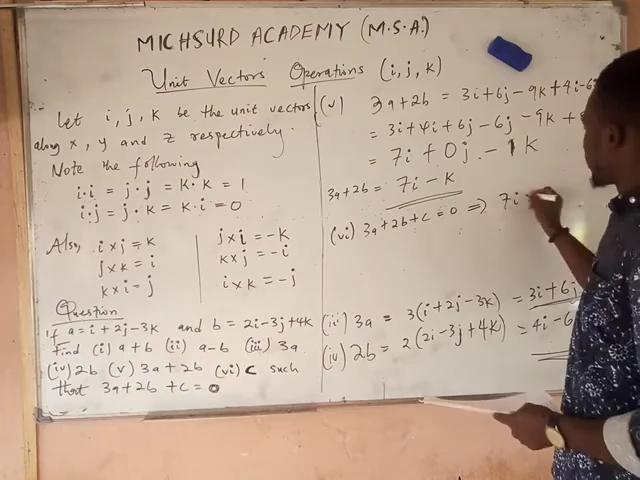 MICHSURD ACADEMY (M.S.A.)
Unit Vectors Operations (i, j, k)
Let i, j, k be the unit vectors
along x, y and z respectively.
Note the following
i·i = j·j = k·k = 1
i·j = j·k = k·i = 0
Also, i x j = k
j x k = i
k x i = j
j x i = -k
k x j = -i
i x k = -j
Question
If a = i + 2j - 3k and b = 2i - 3j + 4k
Find (i) a + b (ii) a - b (iii) 3a
(iv) 2b (v) 3a + 2b (vi) c such
that 3a + 2b + c = 0
(v) 3a + 2b = 3i + 6j - 9k + 4i - 6j
= 3i + 4i + 6j - 6j - 9k +
= 7i + 0j - 1k
3a + 2b = 7i - k
(vi) 3a + 2b + c = 0 ⇒ 7i -
(iii) 3a = 3(i + 2j - 3k) = 3i + 6j
(iv) 2b = 2(2i - 3j + 4k) = 4i - 6